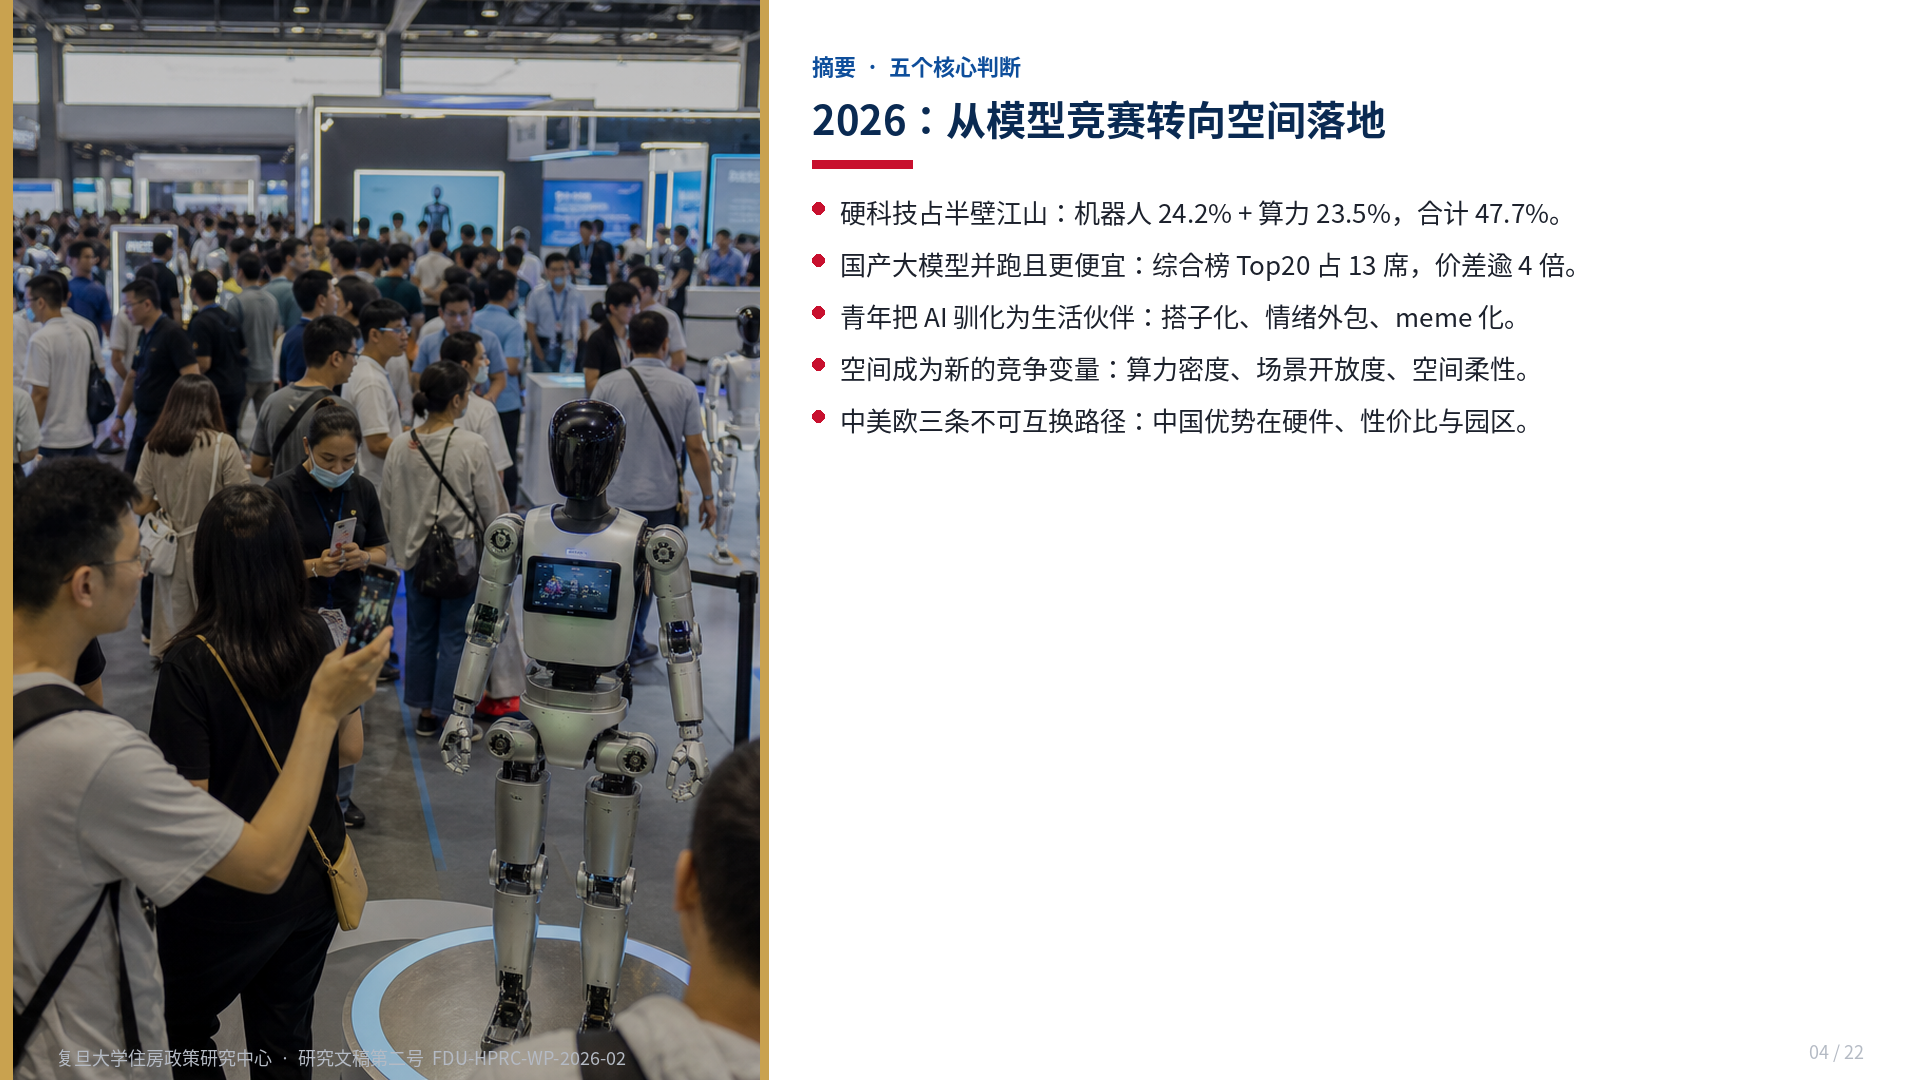 摘要 · 五个核心判断
2026：从模型竞赛转向空间落地
硬科技占半壁江山：机器人 24.2% + 算力 23.5%，合计 47.7%。
国产大模型并跑且更便宜：综合榜 Top20 占 13 席，价差逾 4 倍。
青年把 AI 驯化为生活伙伴：搭子化、情绪外包、meme 化。
空间成为新的竞争变量：算力密度、场景开放度、空间柔性。
中美欧三条不可互换路径：中国优势在硬件、性价比与园区。
复旦大学住房政策研究中心 · 研究文稿第二号 FDU-HPRC-WP-2026-02
04 / 22